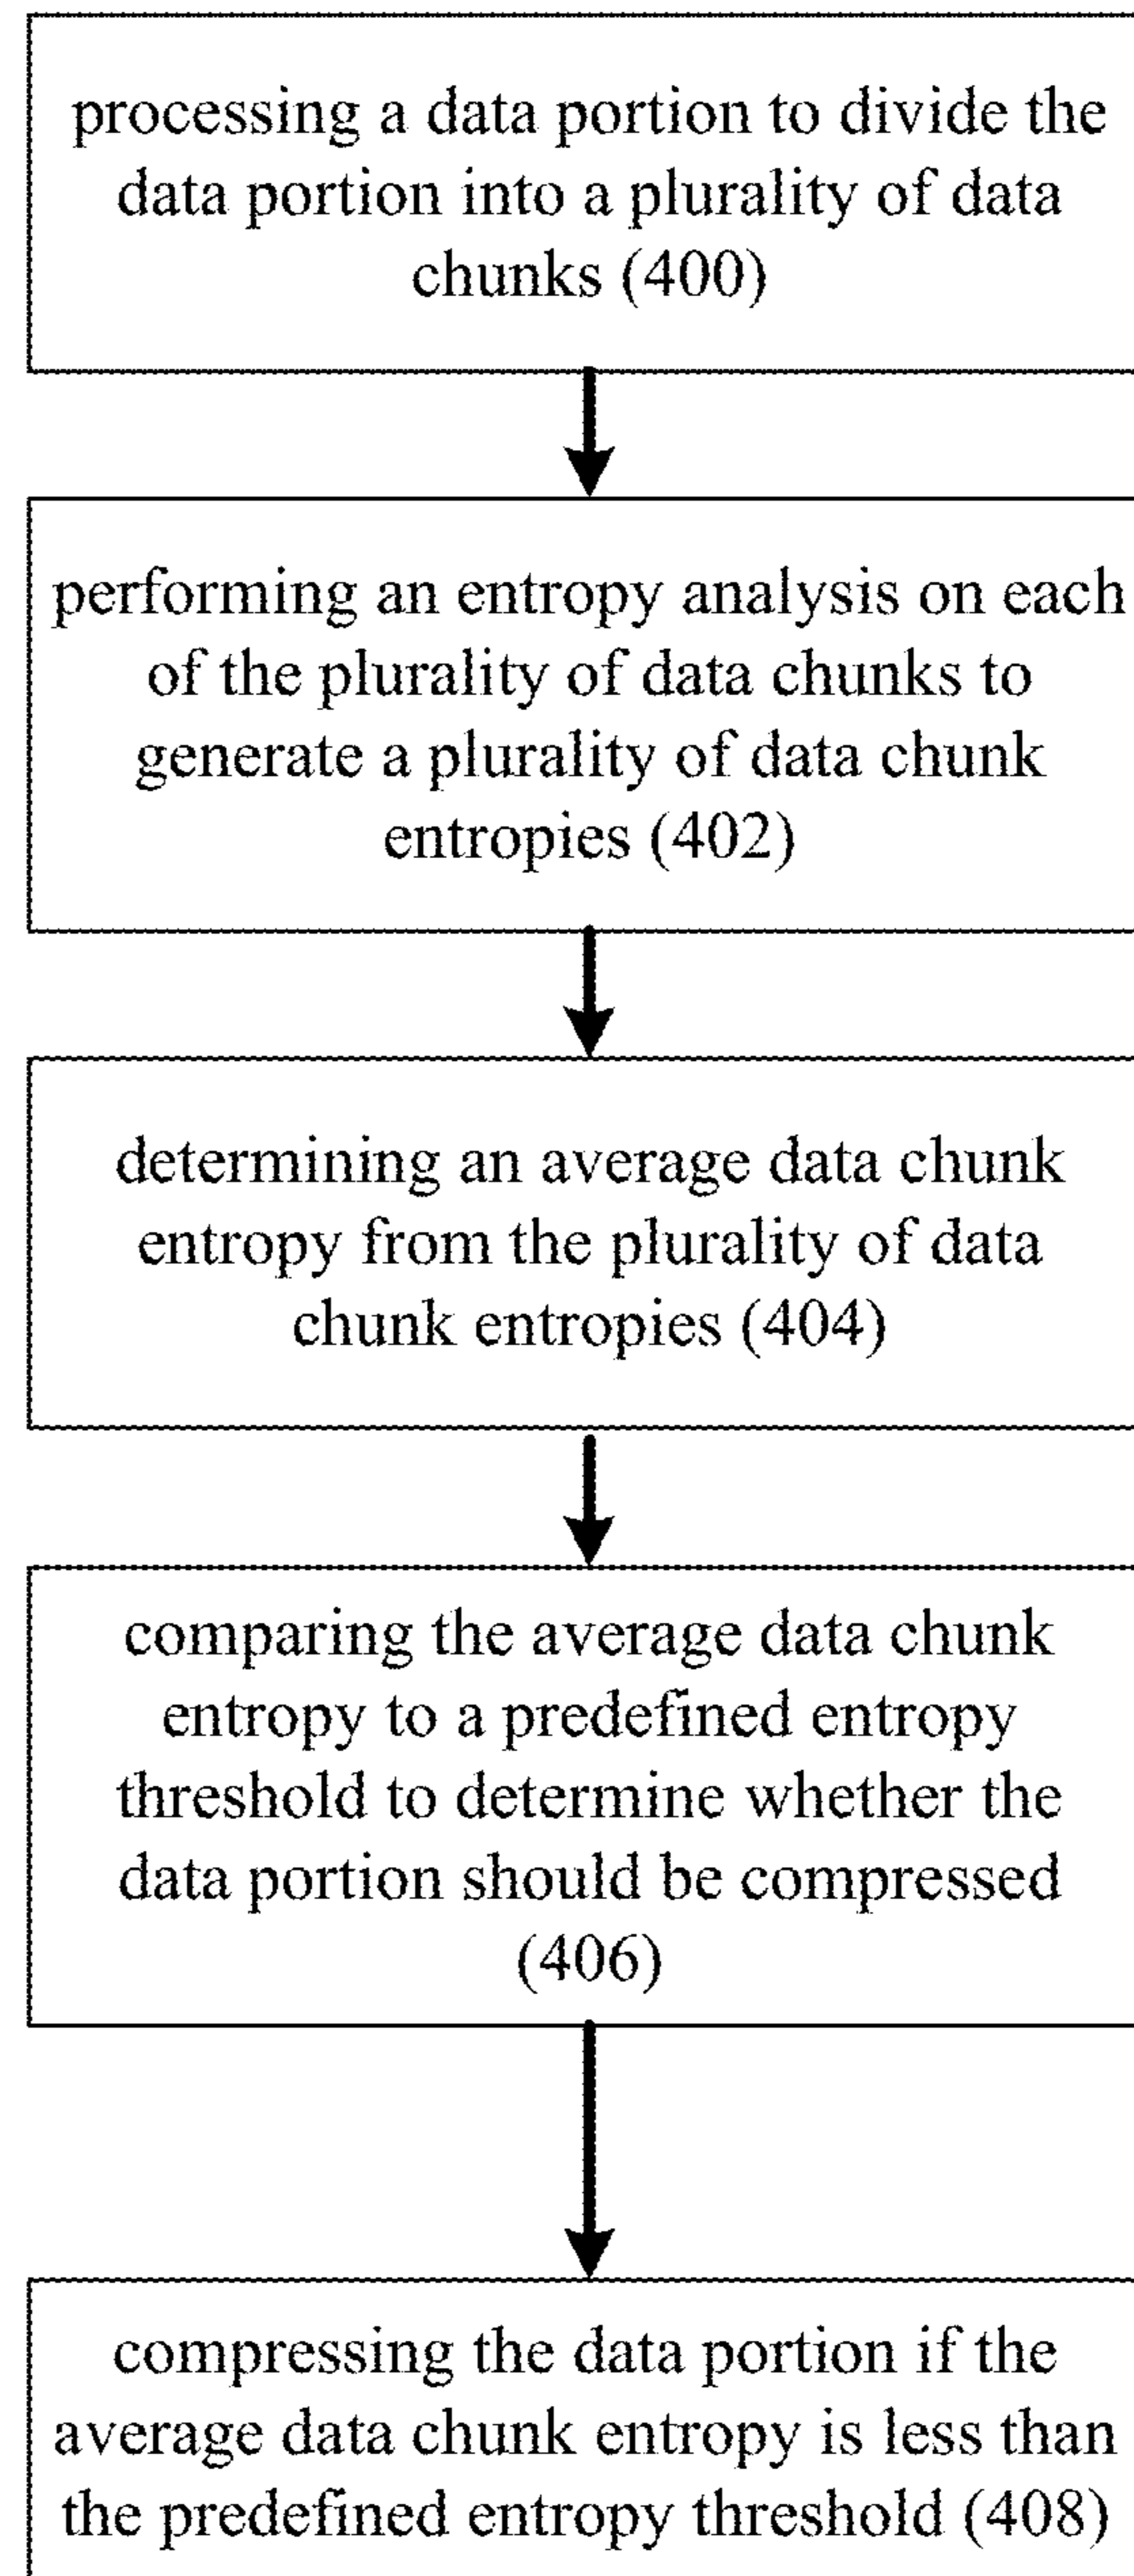 processing a data portion to divide the
data portion into a plurality of data
chunks (400)
performing an entropy analysis on each
of the plurality of data chunks to
generate a plurality of data chunk
entropies (402)
determining an average data chunk
entropy from the plurality of data
chunk entropies (404)
comparing the average data chunk
entropy to a predefined entropy
threshold to determine whether the
data portion should be compressed
(406)
compressing the data portion if the
average data chunk entropy is less than
the predefined entropy threshold (408)